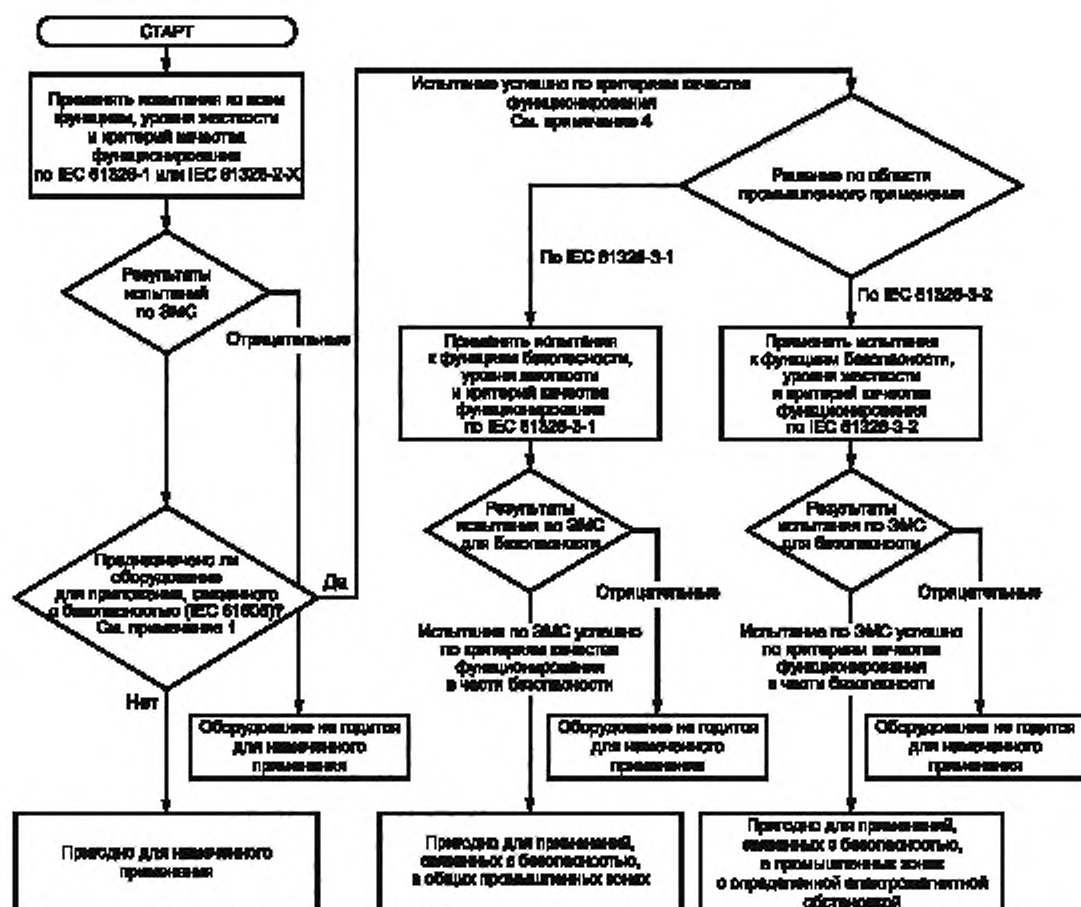 СТАРТ
Применять испытания ко всем
функциям, уровня жесткости
и критерий качества
функционирования
по IEC 61326-1 или IEC 61326-2-X
Результаты
испытаний
по ЭМС
Отрицательные
Предназначено ли
оборудование
для приложения, связанного
с безопасностью (IEC 61508)?
См. примечание 1
Да
Нет
Оборудование не годится
для намеченного
применения
Пригодно для намеченного
применения
Испытание успешно по критериям качества
функционирования
См. примечание 4
Решение по области
промышленного применения
По IEC 61326-3-1
По IEC 61326-3-2
Применять испытания
к функциям безопасности,
уровня жесткости
и критерий качества
функционирования
по IEC 61326-3-1
Результаты
испытания по ЭМС
для безопасности
Отрицательные
Испытания по ЭМС успешно
по критериям качества
функционирования
в части безопасности
Оборудование не годится
для намеченного
применения
Пригодно для применений,
связанных с безопасностью,
в общих промышленных зонах
Применять испытания
к функциям безопасности,
уровня жесткости
и критерий качества
функционирования
по IEC 61326-3-2
Результаты
испытания по ЭМС
для безопасности
Отрицательные
Испытание по ЭМС успешно
по критериям качества
функционирования
в части безопасности
Оборудование не годится
для намеченного
применения
Пригодно для применений,
связанных с безопасностью,
в промышленных зонах
с определенной электромагнитной
обстановкой